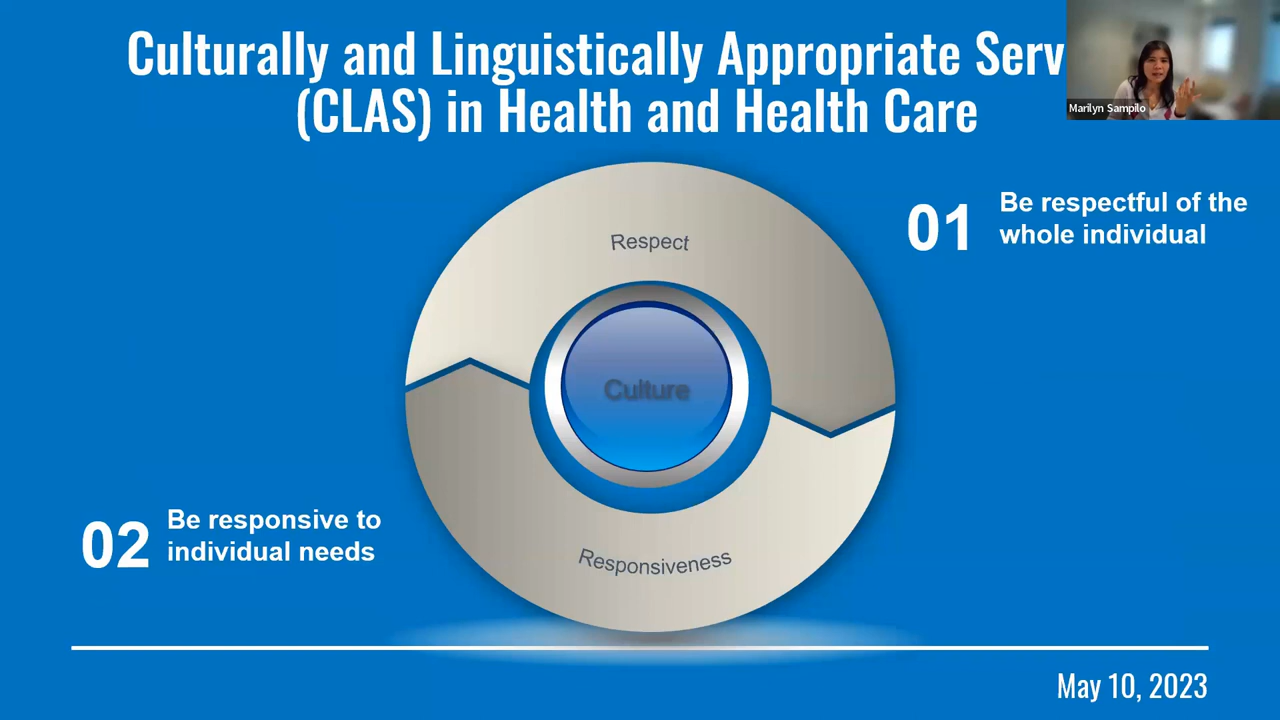 Culturally and Linguistically Appropriate Serv
(CLAS) in Health and Health Care
Marilyn Sampilo
01
Be respectful of the
whole individual
Respect
Culture
02
Be responsive to
individual needs
Responsiveness
May 10, 2023